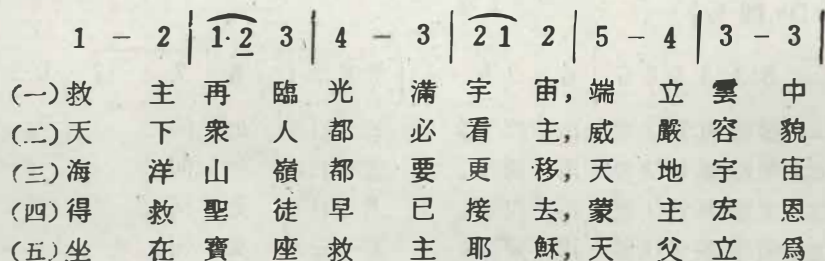 1 - 2 | 1·2 3 | 4 - 3 | 2 1 2 | 5 - 4 | 3 - 3 |
(一)救 主 再 臨 光 滿 宇 宙, 端 立 雲 中
(二)天 下 衆 人 都 必 看 主, 威 嚴 容 貌
(三)海 洋 山 嶺 都 要 更 移, 天 地 宇 宙
(四)得 救 聖 徒 早 已 接 去, 蒙 主 宏 恩
(五)坐 在 寶 座 救 主 耶 穌, 天 父 立 爲